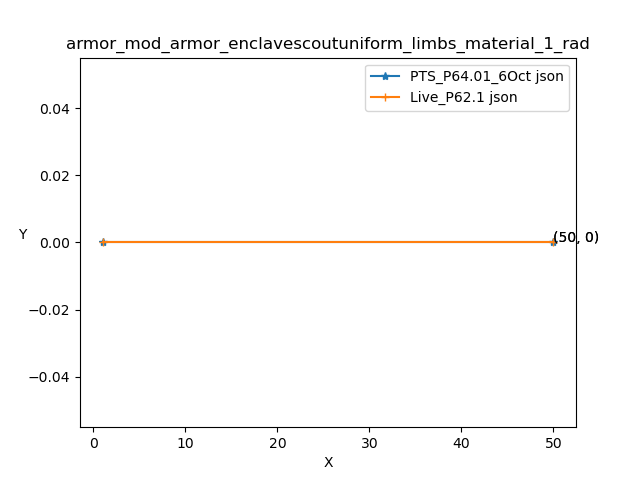 armor_mod_armor_enclavescoutuniform_limbs_material_1_rad
PTS_P64.01_6Oct json
Live_P62.1 json
0.04
0.02
Y
0.00
(50, 0)
−0.02
−0.04
0
10
20
30
40
50
X